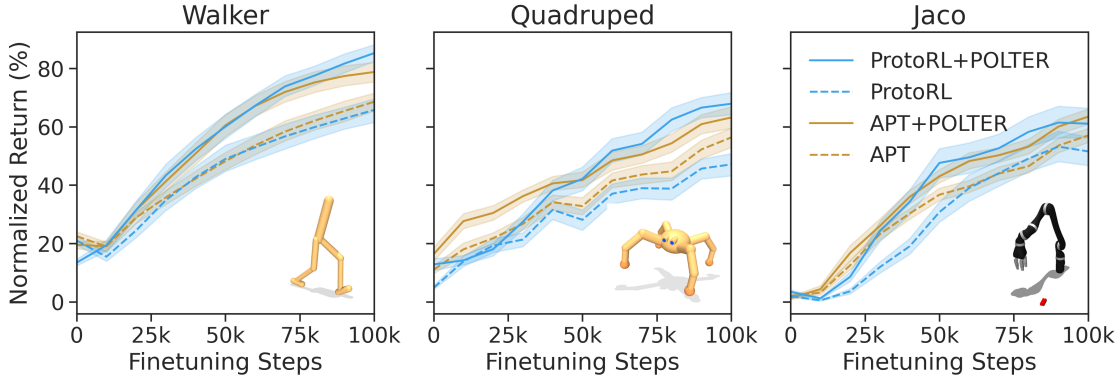 Walker
Quadruped
Jaco
Normalized Return (%)
80
60
40
20
0
ProtoRL+POLTER
ProtoRL
APT+POLTER
APT
0 25k 50k 75k 100k
0 25k 50k 75k 100k
0 25k 50k 75k 100k
Finetuning Steps
Finetuning Steps
Finetuning Steps